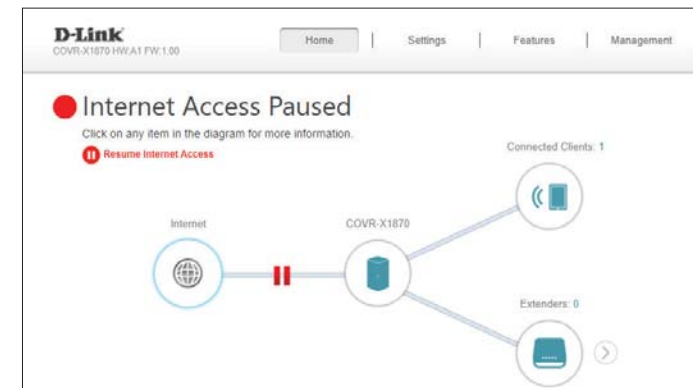 D-Link
COVR-X1870 HW:A1 FW:1.00
Home | Settings | Features | Management
Internet Access Paused
Click on any item in the diagram for more information.
Resume Internet Access
Connected Clients: 1
Internet
COVR-X1870
Extenders: 0